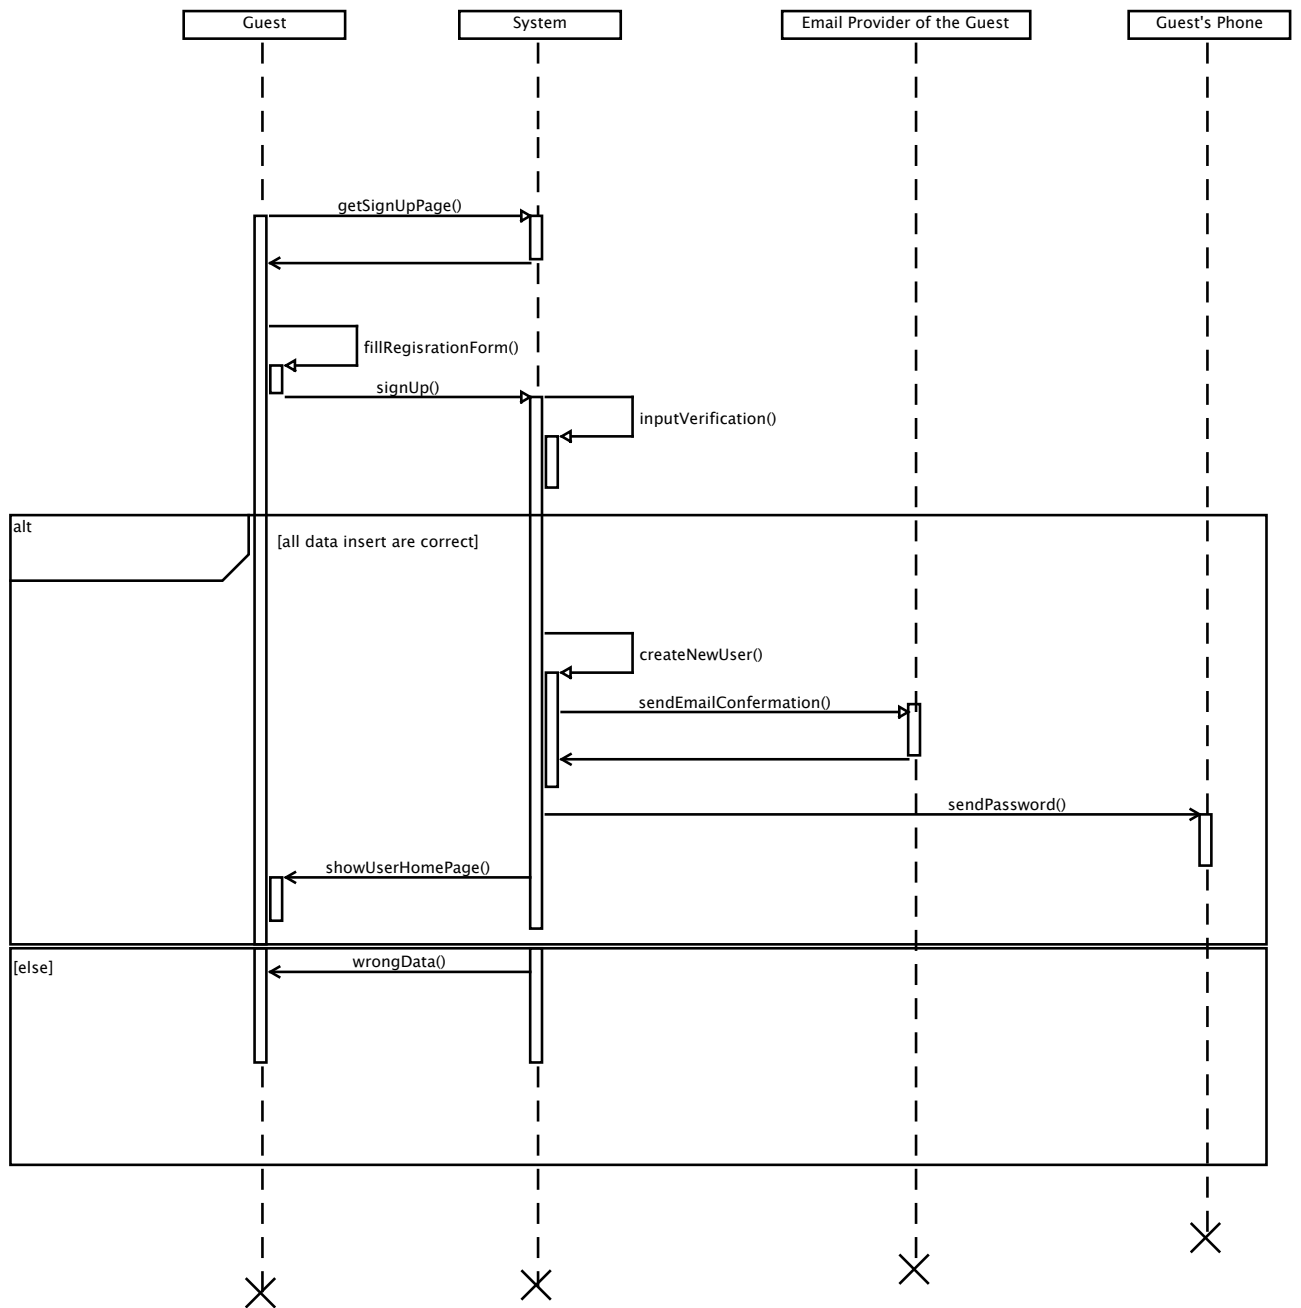 Guest
System
Email Provider of the Guest
Guest's Phone
getSignUpPage()
fillRegisrationForm()
signUp()
inputVerification()
alt
[all data insert are correct]
createNewUser()
sendEmailConfermation()
sendPassword()
showUserHomePage()
wrongData()
[else]